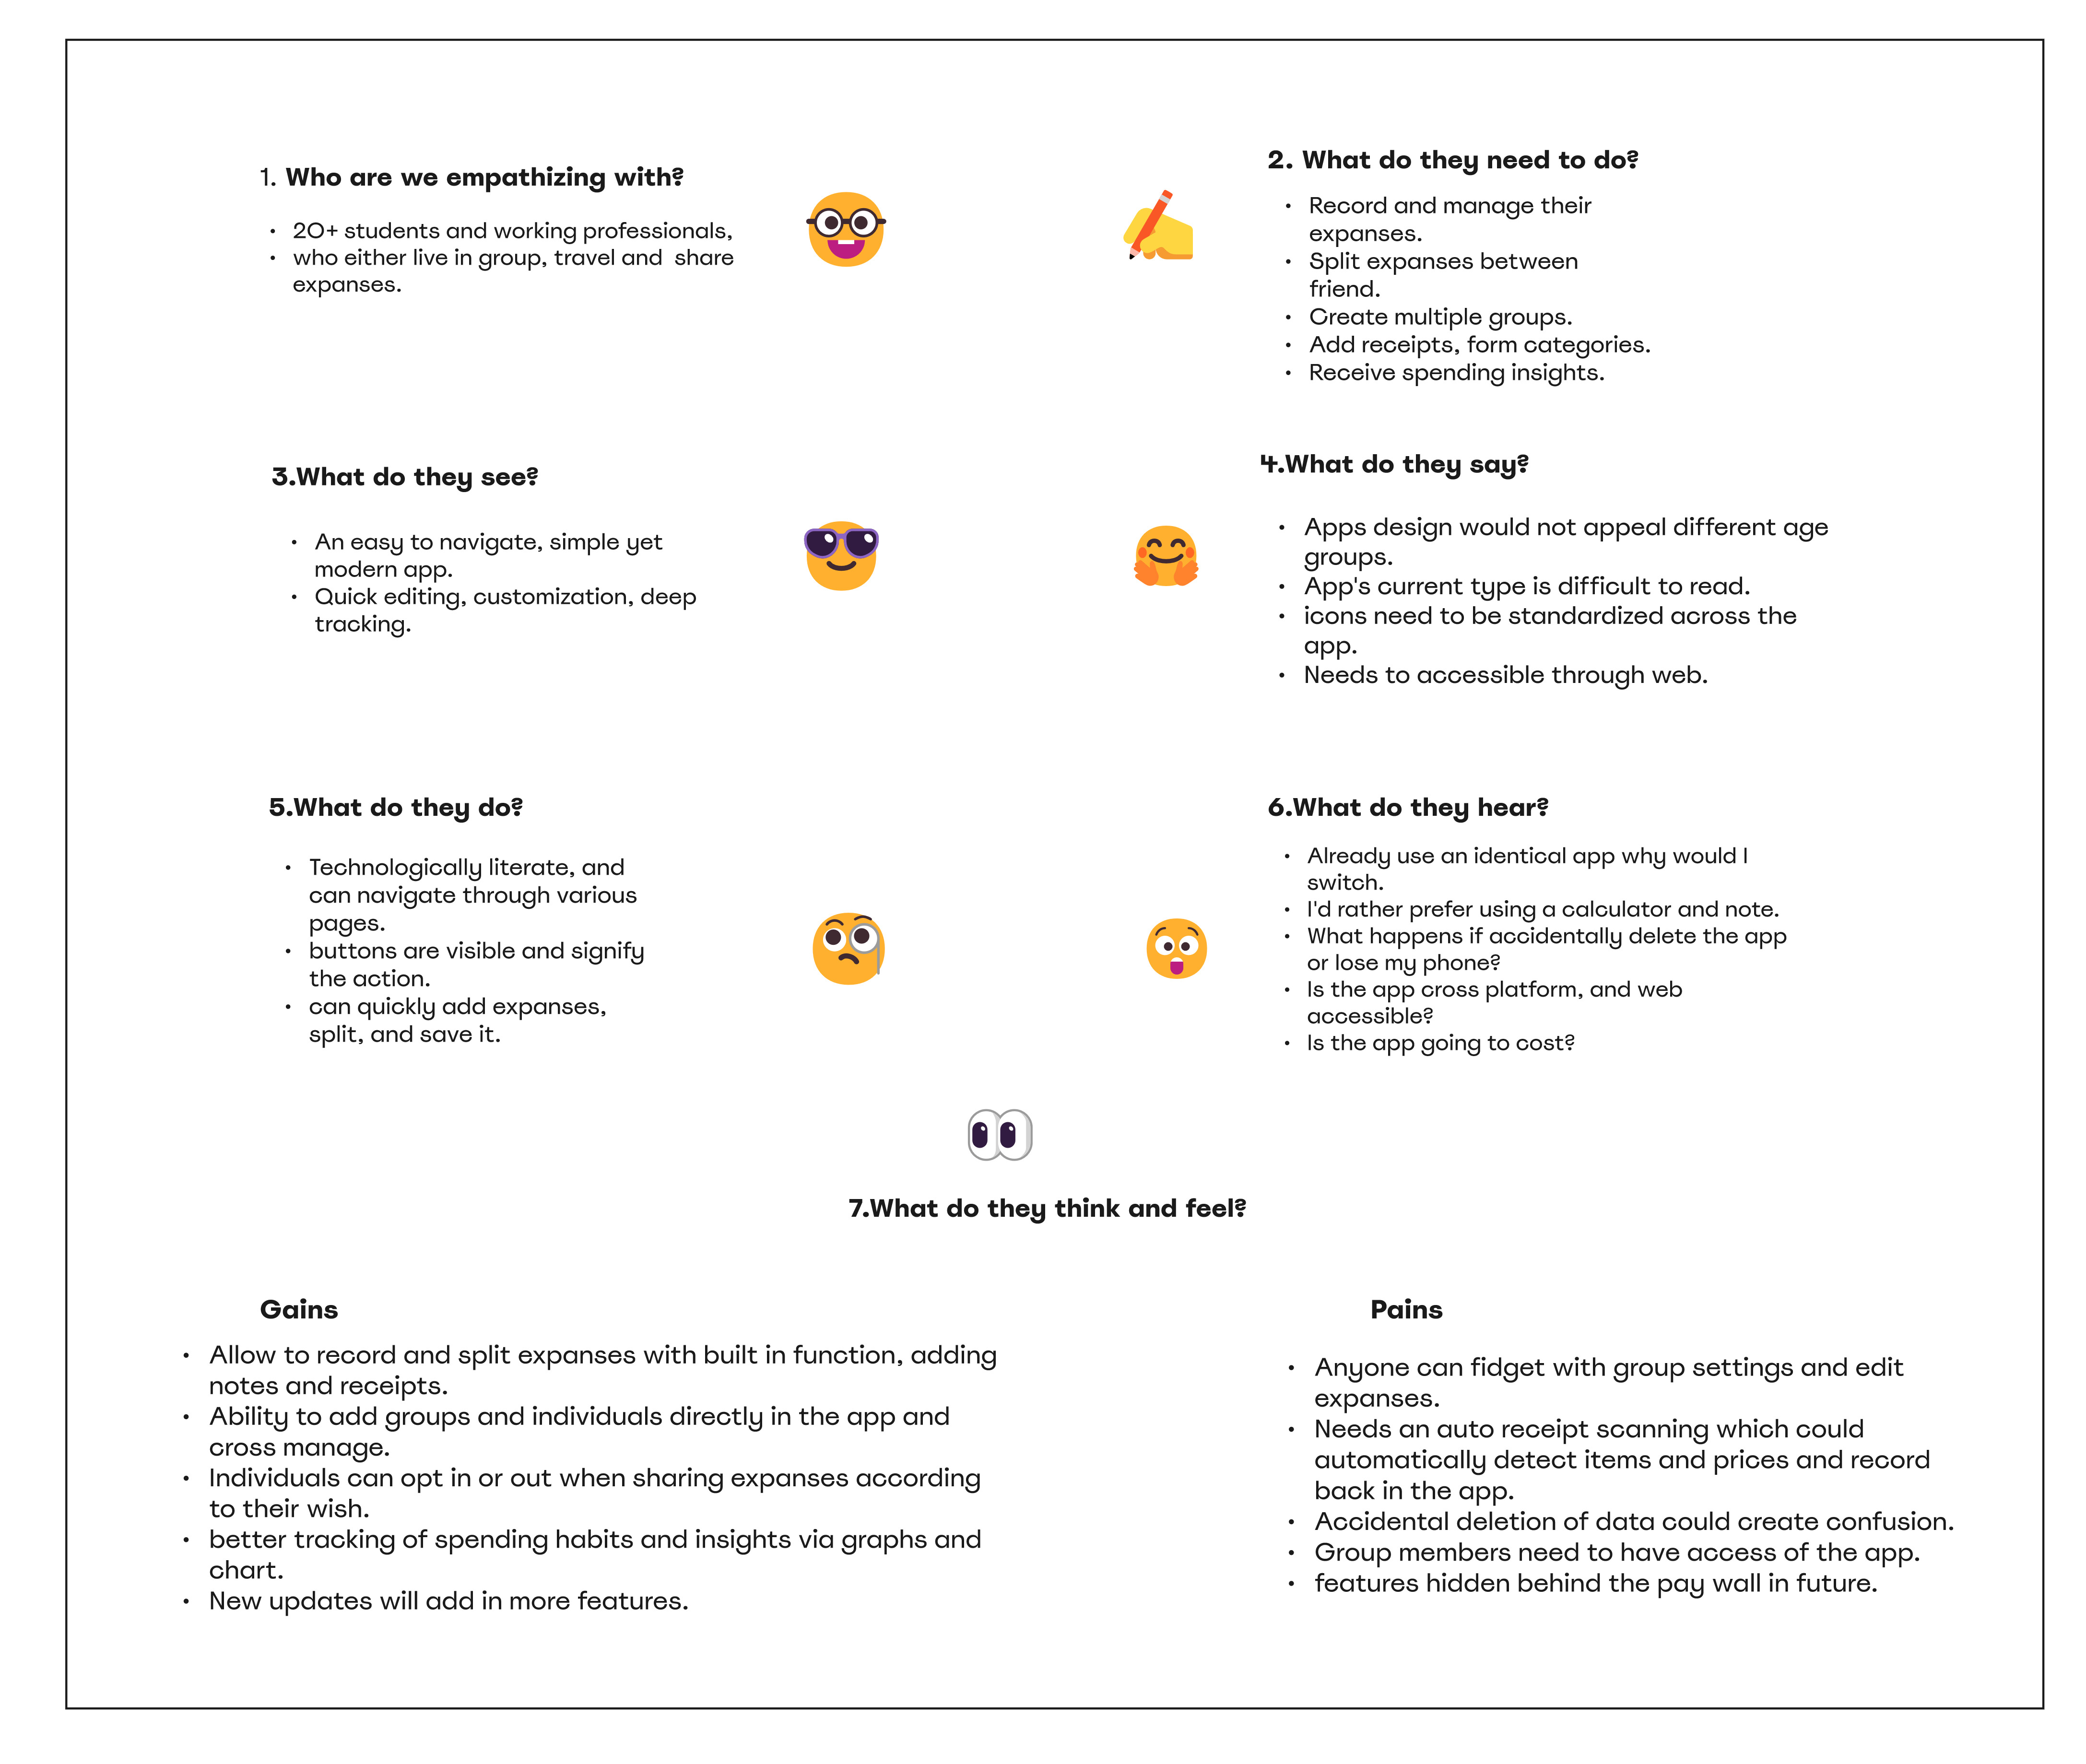 1. Who are we empathizing with?
• 20+ students and working professionals,
• who either live in group, travel and  share
expanses.
2. What do they need to do?
• Record and manage their
expanses.
• Split expanses between
friend.
• Create multiple groups.
• Add receipts, form categories.
• Receive spending insights.
3.What do they see?
• An easy to navigate, simple yet
modern app.
• Quick editing, customization, deep
tracking.
4.What do they say?
• Apps design would not appeal different age
groups.
• App's current type is difficult to read.
• icons need to be standardized across the
app.
• Needs to accessible through web.
5.What do they do?
• Technologically literate, and
can navigate through various
pages.
• buttons are visible and signify
the action.
• can quickly add expanses,
split, and save it.
6.What do they hear?
• Already use an identical app why would I
switch.
• I'd rather prefer using a calculator and note.
• What happens if accidentally delete the app
or lose my phone?
• Is the app cross platform, and web
accessible?
• Is the app going to cost?
7.What do they think and feel?
Gains
• Allow to record and split expanses with built in function, adding
notes and receipts.
• Ability to add groups and individuals directly in the app and
cross manage.
• Individuals can opt in or out when sharing expanses according
to their wish.
• better tracking of spending habits and insights via graphs and
chart.
• New updates will add in more features.
Pains
• Anyone can fidget with group settings and edit
expanses.
• Needs an auto receipt scanning which could
automatically detect items and prices and record
back in the app.
• Accidental deletion of data could create confusion.
• Group members need to have access of the app.
• features hidden behind the pay wall in future.